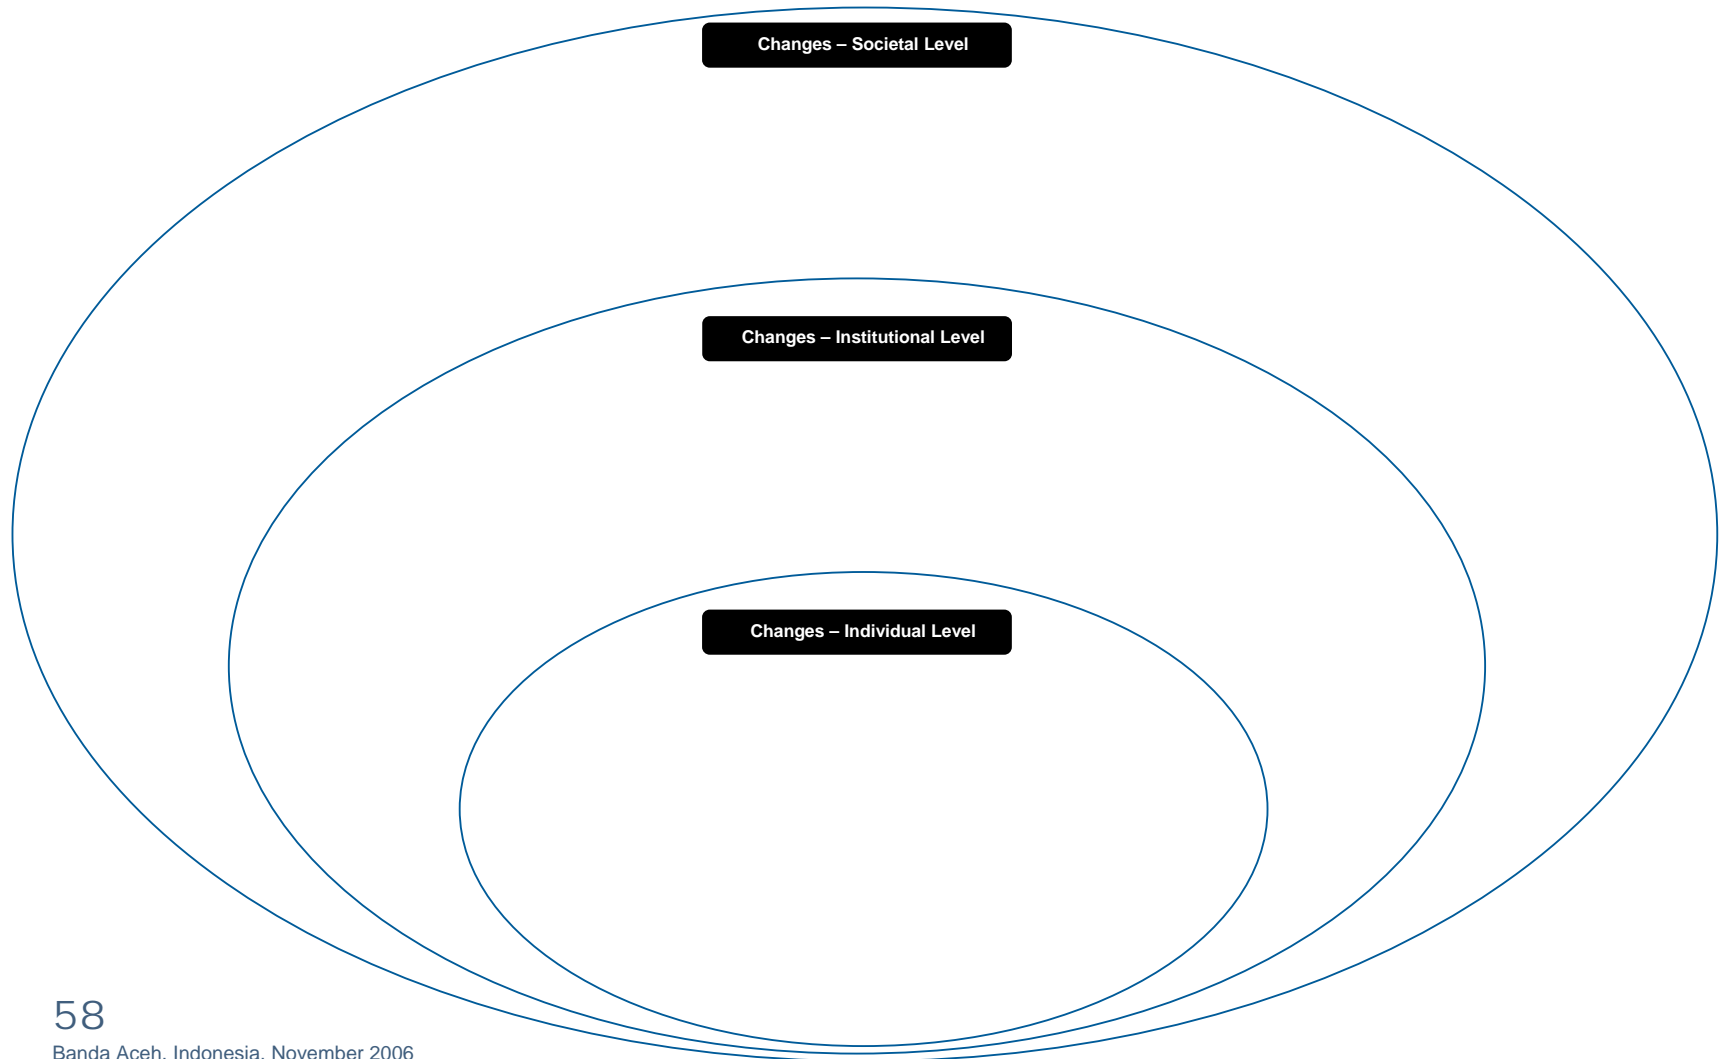 Changes – Societal Level
Changes – Institutional Level
Changes – Individual Level
58
Banda Aceh, Indonesia, November 2006